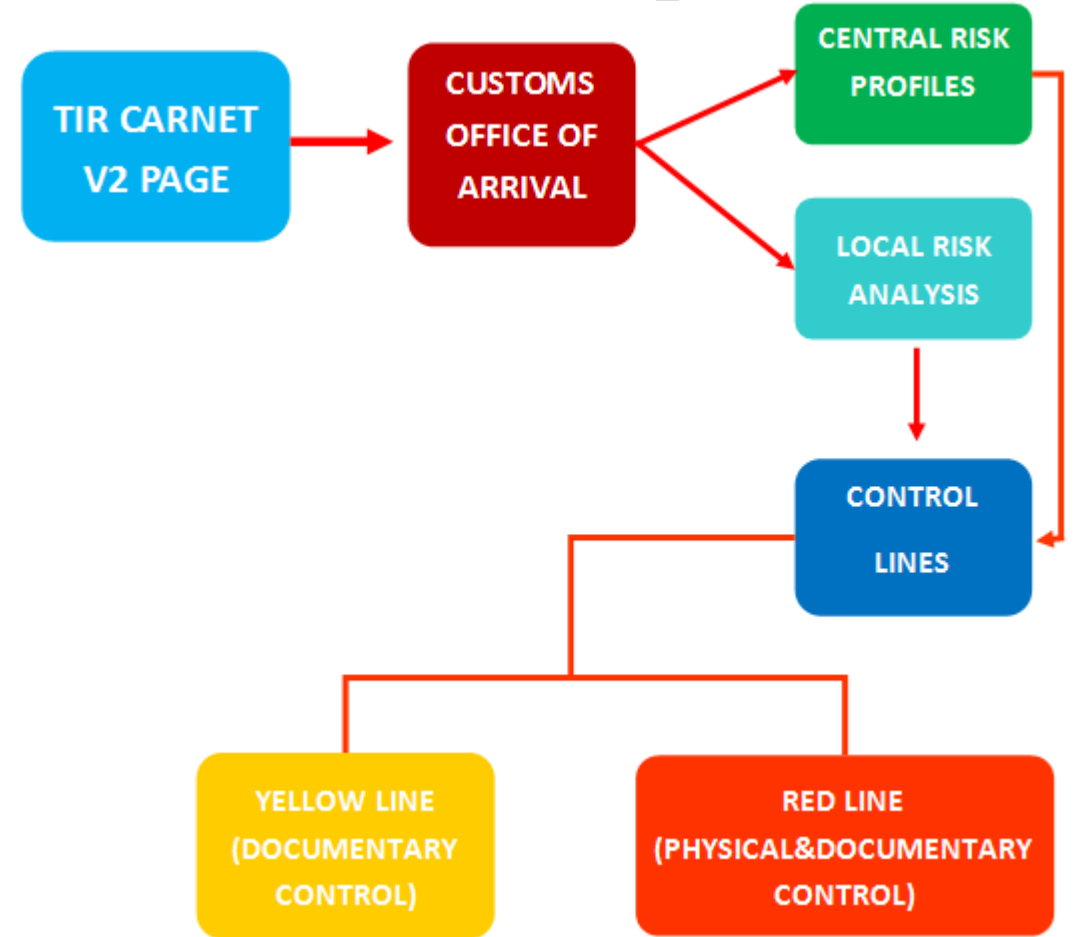 TIR CARNET
V2 PAGE
CUSTOMS
OFFICE OF
ARRIVAL
CENTRAL RISK
PROFILES
LOCAL RISK
ANALYSIS
CONTROL
LINES
YELLOW LINE
(DOCUMENTARY
CONTROL)
RED LINE
(PHYSICAL&DOCUMENTARY
CONTROL)